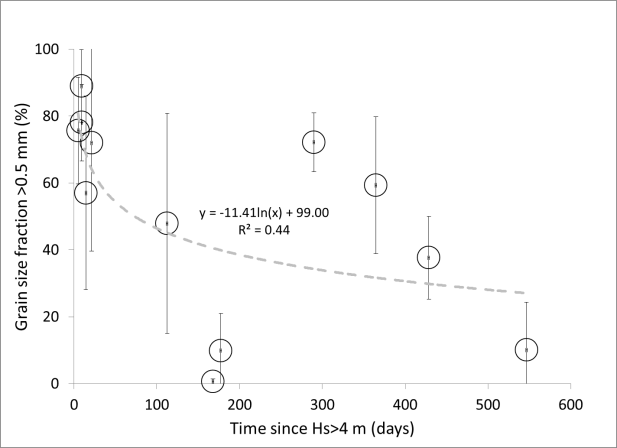 100
80
60
40
20
0
Grain size fraction >0.5 mm (%)
y = -11.41ln(x) + 99.00
R² = 0.44
0 100 200 300 400 500 600
Time since Hs>4 m (days)